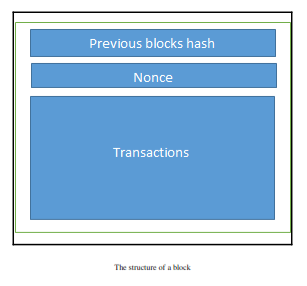 Previous blocks hash
Nonce
Transactions
The structure of a block